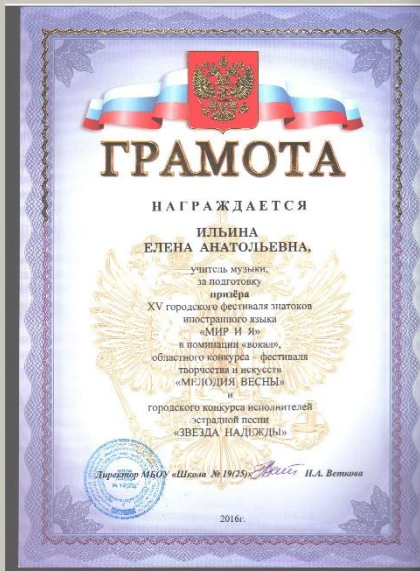 ГРАМОТА
НАГРАЖДАЕТСЯ
ИЛЬИНА
ЕЛЕНА АНАТОЛЬЕВНА,
учитель музыки,
за подготовку
призёра
XV городского фестиваля знатоков
иностранного языка
«МИР И Я»
в номинации «вокал»,
областного конкурса – фестиваля
творчества и искусств
«МЕЛОДИЯ ВЕСНЫ»
и
городского конкурса исполнителей
эстрадной песни
«ЗВЕЗДА НАДЕЖДЫ»
Директор МБОУ «Школа № 19(25)» Н.А. Веткова
2016г.